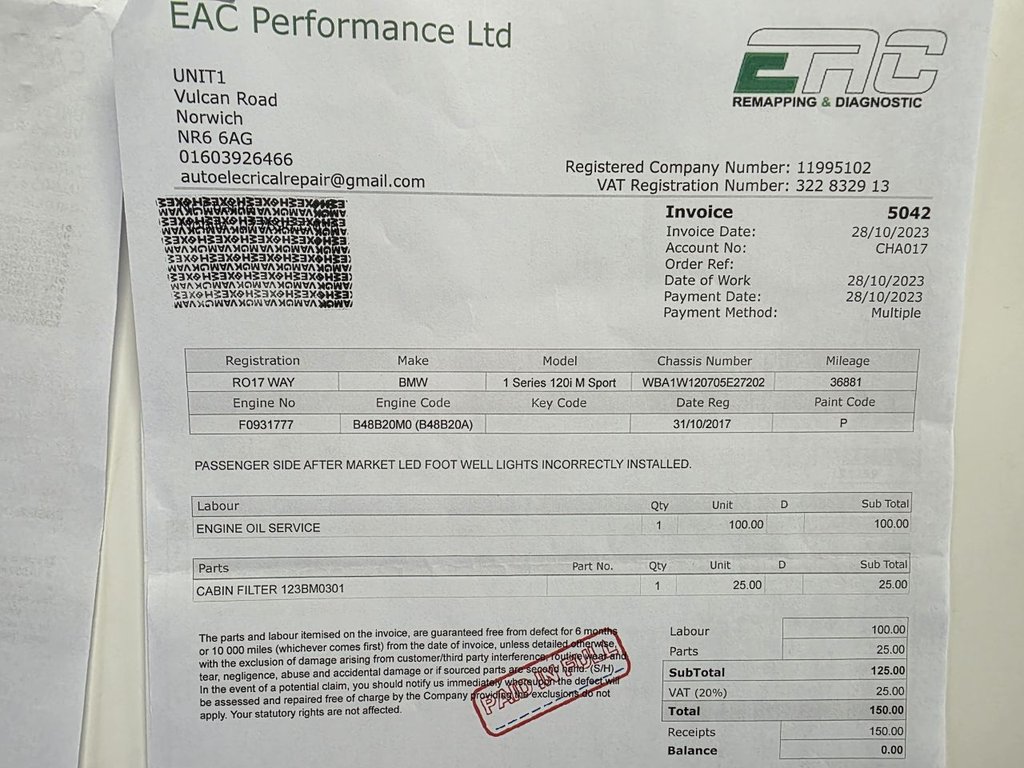 EAC Performance Ltd
EAC
REMAPPING & DIAGNOSTIC
UNIT1
Vulcan Road
Norwich
NR6 6AG
01603926466
autoelecricalrepair@gmail.com
Registered Company Number: 11995102
VAT Registration Number: 322 8329 13
Invoice 5042
Invoice Date: 28/10/2023
Account No: CHA017
Order Ref:
Date of Work 28/10/2023
Payment Date: 28/10/2023
Payment Method: Multiple
Registration Make Model Chassis Number Mileage
RO17 WAY BMW 1 Series 120i M Sport WBA1W120705E27202 36881
Engine No Engine Code Key Code Date Reg Paint Code
F0931777 B48B20M0 (B48B20A) 31/10/2017 P
PASSENGER SIDE AFTER MARKET LED FOOT WELL LIGHTS INCORRECTLY INSTALLED.
Labour Qty Unit D Sub Total
ENGINE OIL SERVICE 1 100.00 100.00
Parts Part No. Qty Unit D Sub Total
CABIN FILTER 123BM0301 1 25.00 25.00
The parts and labour itemised on the invoice, are guaranteed free from defect for 6 months
or 10 000 miles (whichever comes first) from the date of invoice, unless detailed otherwise,
with the exclusion of damage arising from customer/third party interference, routine wear and
tear, negligence, abuse and accidental damage or if sourced parts are second hand. (S/H)
In the event of a potential claim, you should notify us immediately whereupon the defect will
be assessed and repaired free of charge by the Company providing the exclusions do not
apply. Your statutory rights are not affected.
PAID IN FULL
Labour 100.00
Parts 25.00
SubTotal 125.00
VAT (20%) 25.00
Total 150.00
Receipts 150.00
Balance 0.00